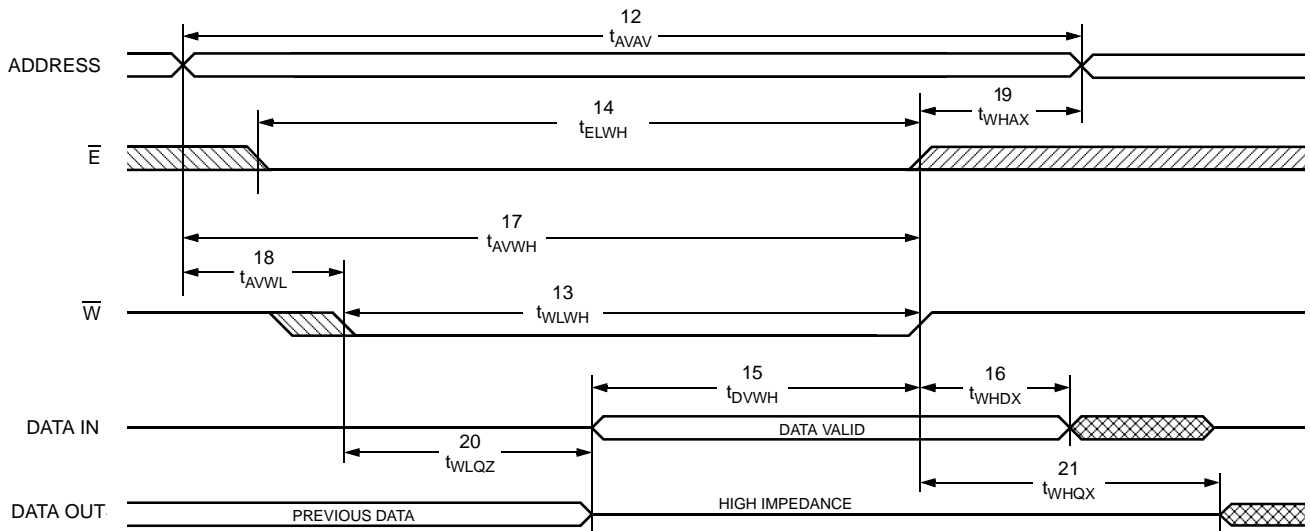 12
tAVAV
ADDRESS
14
tELWH
19
tWHAX
E
17
tAVWH
18
tAVWL
W
13
tWLWH
15
tDVWH
16
tWHDX
DATA IN
DATA VALID
20
tWLQZ
21
tWHQX
DATA OUT
PREVIOUS DATA
HIGH IMPEDANCE